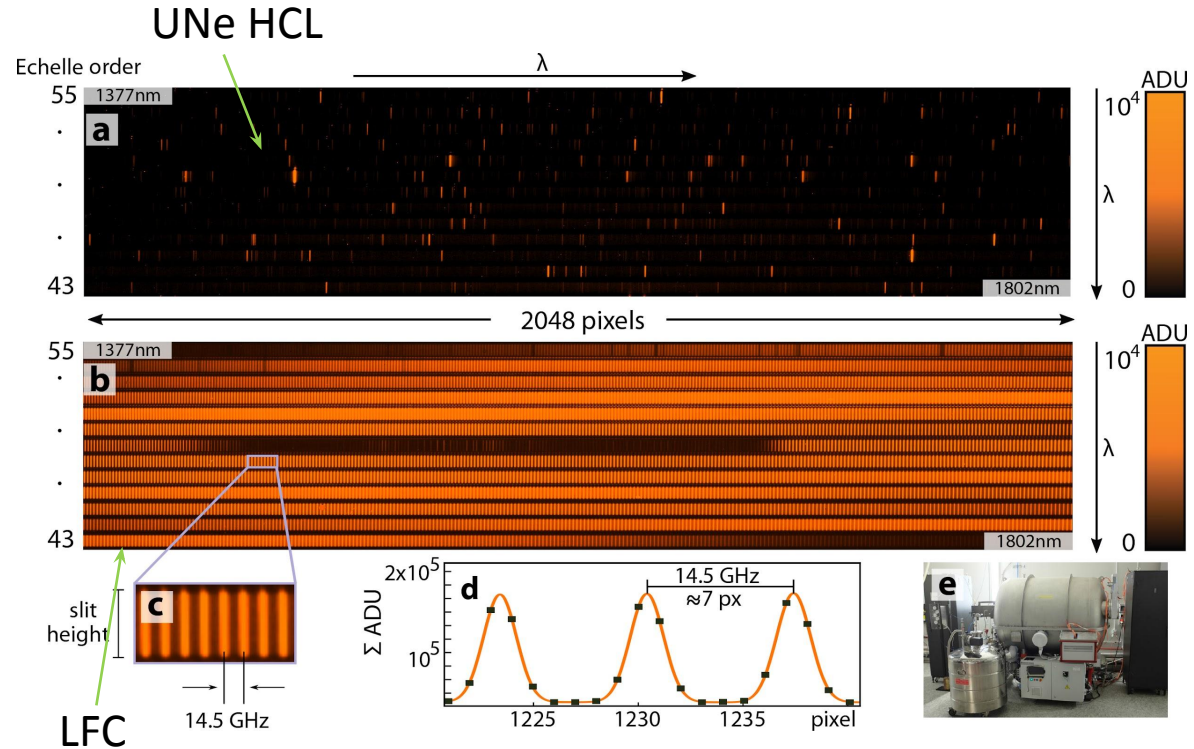 UNe HCL
Echelle order
λ
ADU
55
1377nm
10⁴
a
.
.
λ
.
43
1802nm
0
2048 pixels
ADU
55
1377nm
10⁴
.
b
.
λ
.
43
1802nm
0
c
slit
height
14.5 GHz
LFC
2x10⁵
d
14.5 GHz
≈7 px
Σ ADU
10⁵
1225
1230
1235
pixel
e